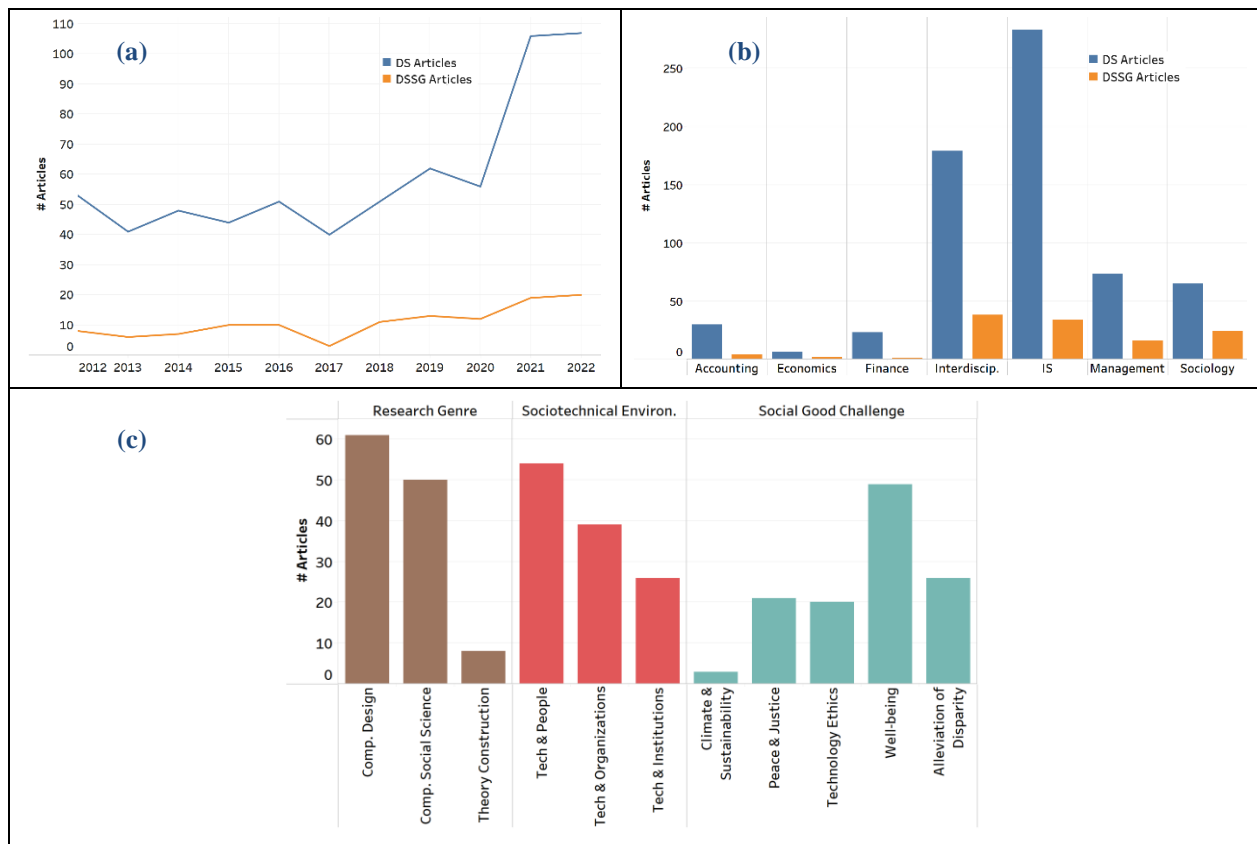 (a)
DS Articles
DSSG Articles
# Articles
110
100
90
80
70
60
50
40
30
20
10
0
2012 2013 2014 2015 2016 2017 2018 2019 2020 2021 2022
(b)
DS Articles
DSSG Articles
# Articles
250
200
150
100
50
0
Accounting Economics Finance Interdiscip. IS Management Sociology
(c)
Research Genre Sociotechnical Environ. Social Good Challenge
# Articles
60
50
40
30
20
10
0
Comp. Design
Comp. Social Science
Theory Construction
Tech & People
Tech & Organizations
Tech & Institutions
Climate &
Sustainability
Peace & Justice
Technology Ethics
Well-being
Alleviation of
Disparity